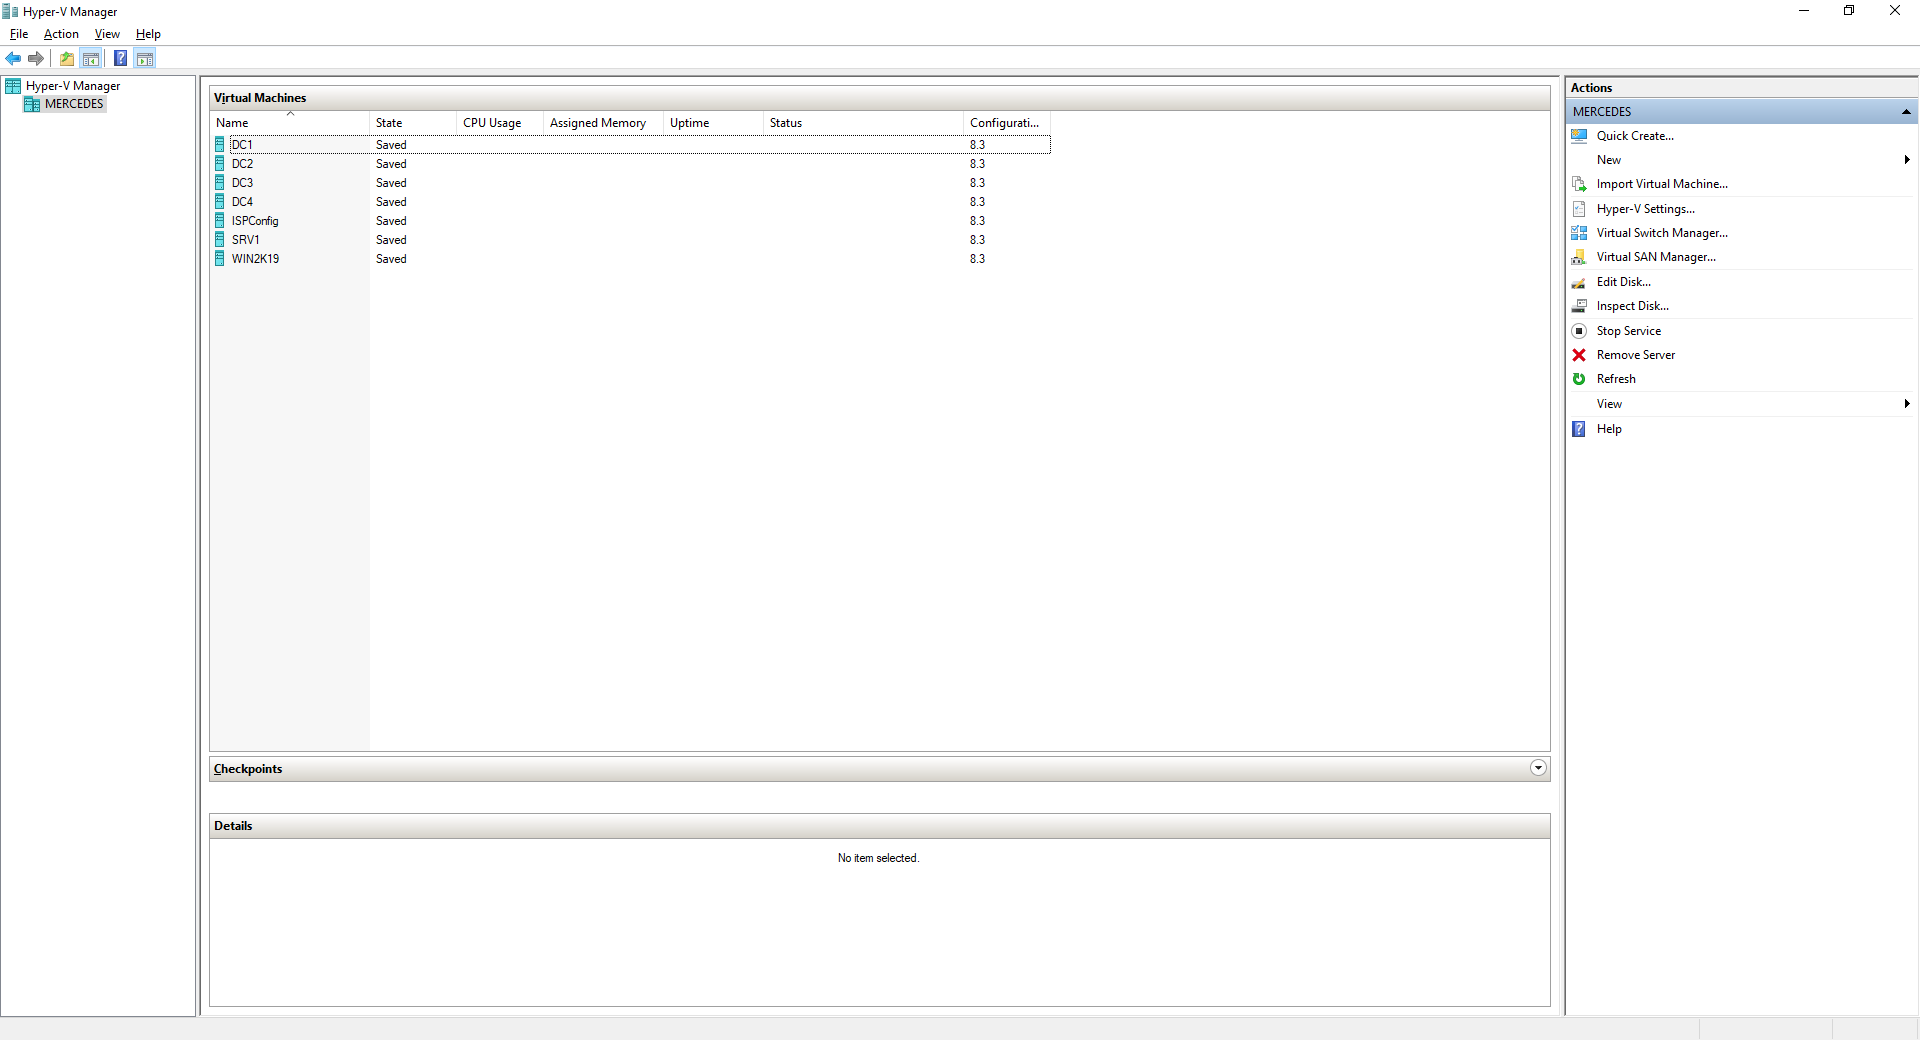 Hyper-V Manager
File Action View Help
Hyper-V Manager
MERCEDES
Virtual Machines
Name State CPU Usage Assigned Memory Uptime Status Configurati...
DC1 Saved 8.3
DC2 Saved 8.3
DC3 Saved 8.3
DC4 Saved 8.3
ISPConfig Saved 8.3
SRV1 Saved 8.3
WIN2K19 Saved 8.3
Checkpoints
Details
No item selected.
Actions
MERCEDES
Quick Create...
New
Import Virtual Machine...
Hyper-V Settings...
Virtual Switch Manager...
Virtual SAN Manager...
Edit Disk...
Inspect Disk...
Stop Service
Remove Server
Refresh
View
Help